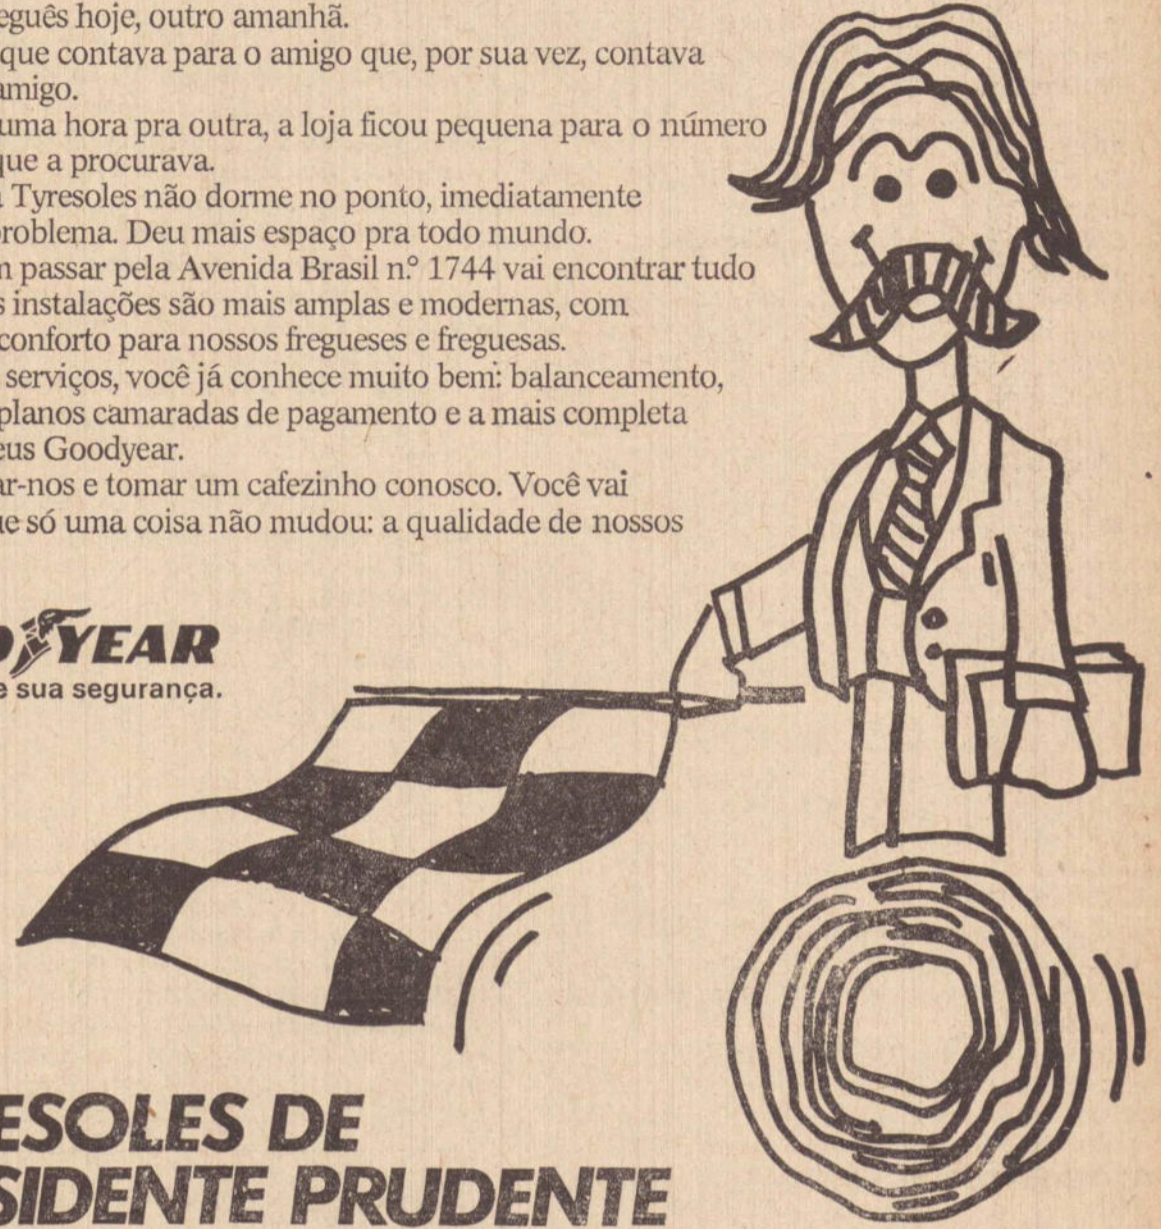 eguês hoje, outro amanhã.
que contava para o amigo que, por sua vez, contava
amigo.
uma hora pra outra, a loja ficou pequena para o número
que a procurava.
Tyresoles não dorme no ponto, imediatamente
problema. Deu mais espaço pra todo mundo.
passar pela Avenida Brasil n.º 1744 vai encontrar tudo
s instalações são mais amplas e modernas, com
conforto para nossos fregueses e freguesas.
serviços, você já conhece muito bem: balanceamento,
planos camaradas de pagamento e a mais completa
eus Goodyear.
ar-nos e tomar um cafezinho conosco. Você vai
ue só uma coisa não mudou: a qualidade de nossos
YEAR
e sua segurança.
ESOLES DE
SIDENTE PRUDENTE